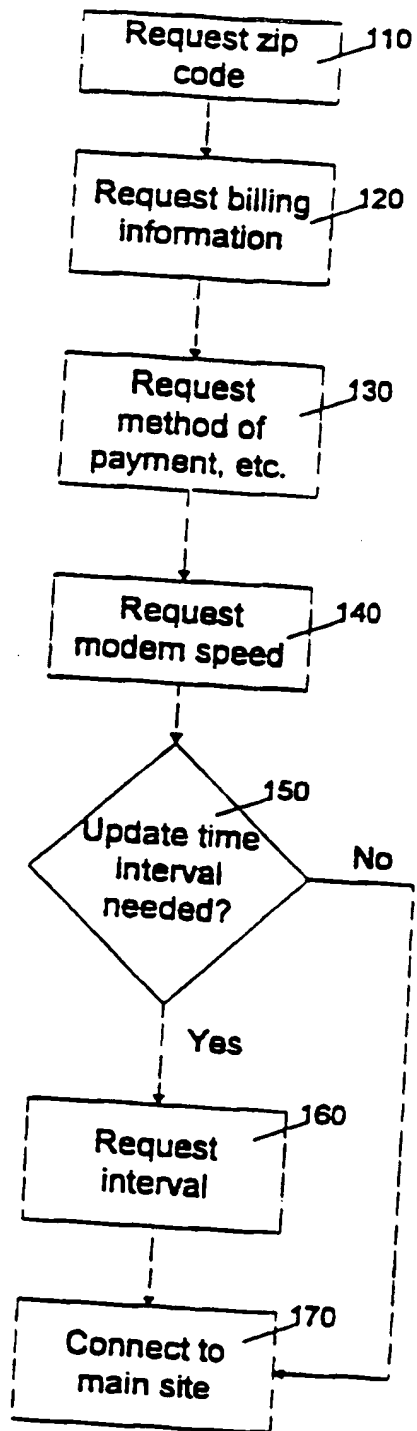 Request zip
code
110
Request billing
information
120
Request
method of
payment, etc.
130
Request
modem speed
140
Update time
interval
needed?
150
No
Yes
Request
interval
160
Connect to
main site
170